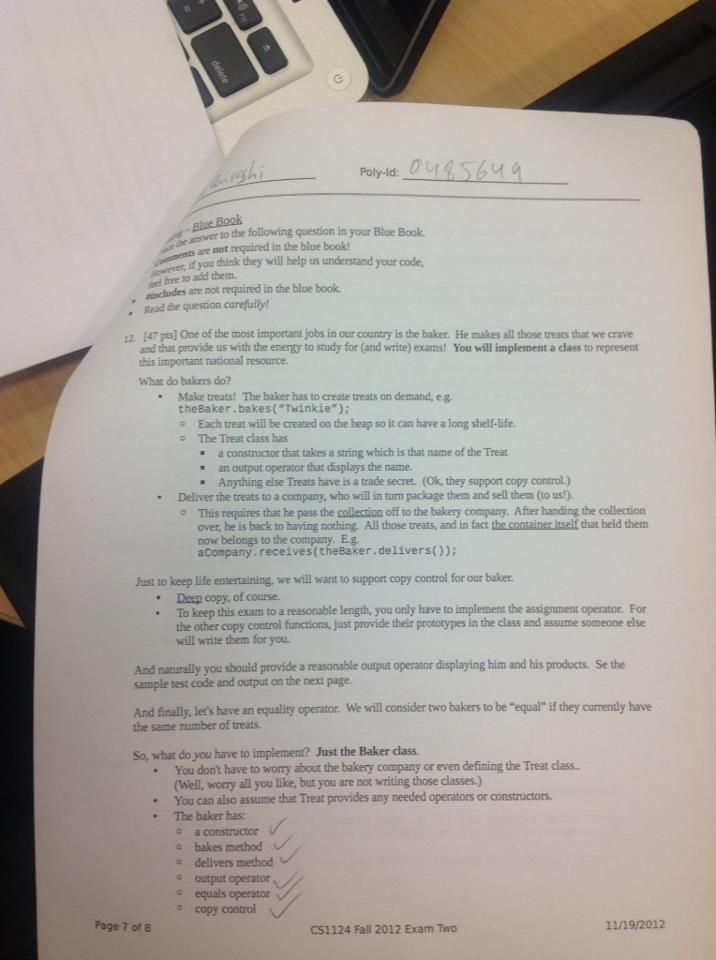 delete
Poly-Id: 0485649
Blue Book
the answer to the following question in your Blue Book.
Comments are not required in the blue book!
However, if you think they will help us understand your code,
feel free to add them.
• #includes are not required in the blue book.
• Read the question carefully!
12. [47 pts] One of the most important jobs in our country is the baker. He makes all those treats that we crave
and that provide us with the energy to study for (and write) exams! You will implement a class to represent
this important national resource.
What do bakers do?
• Make treats! The baker has to create treats on demand, e.g.
theBaker.bakes("Twinkie");
○ Each treat will be created on the heap so it can have a long shelf-life.
○ The Treat class has
▪ a constructor that takes a string which is that name of the Treat
▪ an output operator that displays the name.
▪ Anything else Treats have is a trade secret. (Ok, they support copy control.)
• Deliver the treats to a company, who will in turn package them and sell them (to us!).
○ This requires that he pass the collection off to the bakery company. After handing the collection
over, he is back to having nothing. All those treats, and in fact the container itself that held them
now belongs to the company. E.g.
aCompany.receives(theBaker.delivers());
Just to keep life entertaining, we will want to support copy control for our baker.
• Deep copy, of course.
• To keep this exam to a reasonable length, you only have to implement the assignment operator. For
the other copy control functions, just provide their prototypes in the class and assume someone else
will write them for you.
And naturally you should provide a reasonable output operator displaying him and his products. Se the
sample test code and output on the next page.
And finally, let's have an equality operator. We will consider two bakers to be "equal" if they currently have
the same number of treats.
So, what do you have to implement? Just the Baker class.
• You don't have to worry about the bakery company or even defining the Treat class..
(Well, worry all you like, but you are not writing those classes.)
• You can also assume that Treat provides any needed operators or constructors.
• The baker has:
○ a constructor ✓
○ bakes method ✓
○ delivers method ✓
○ output operator ✓
○ equals operator ✓
○ copy control ✓
Page 7 of 8 CS1124 Fall 2012 Exam Two 11/19/2012